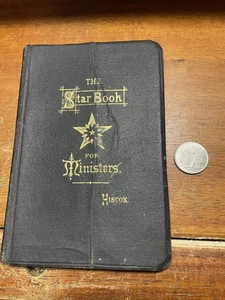 THE
Star Book
FOR
Ministers.
Hiscox